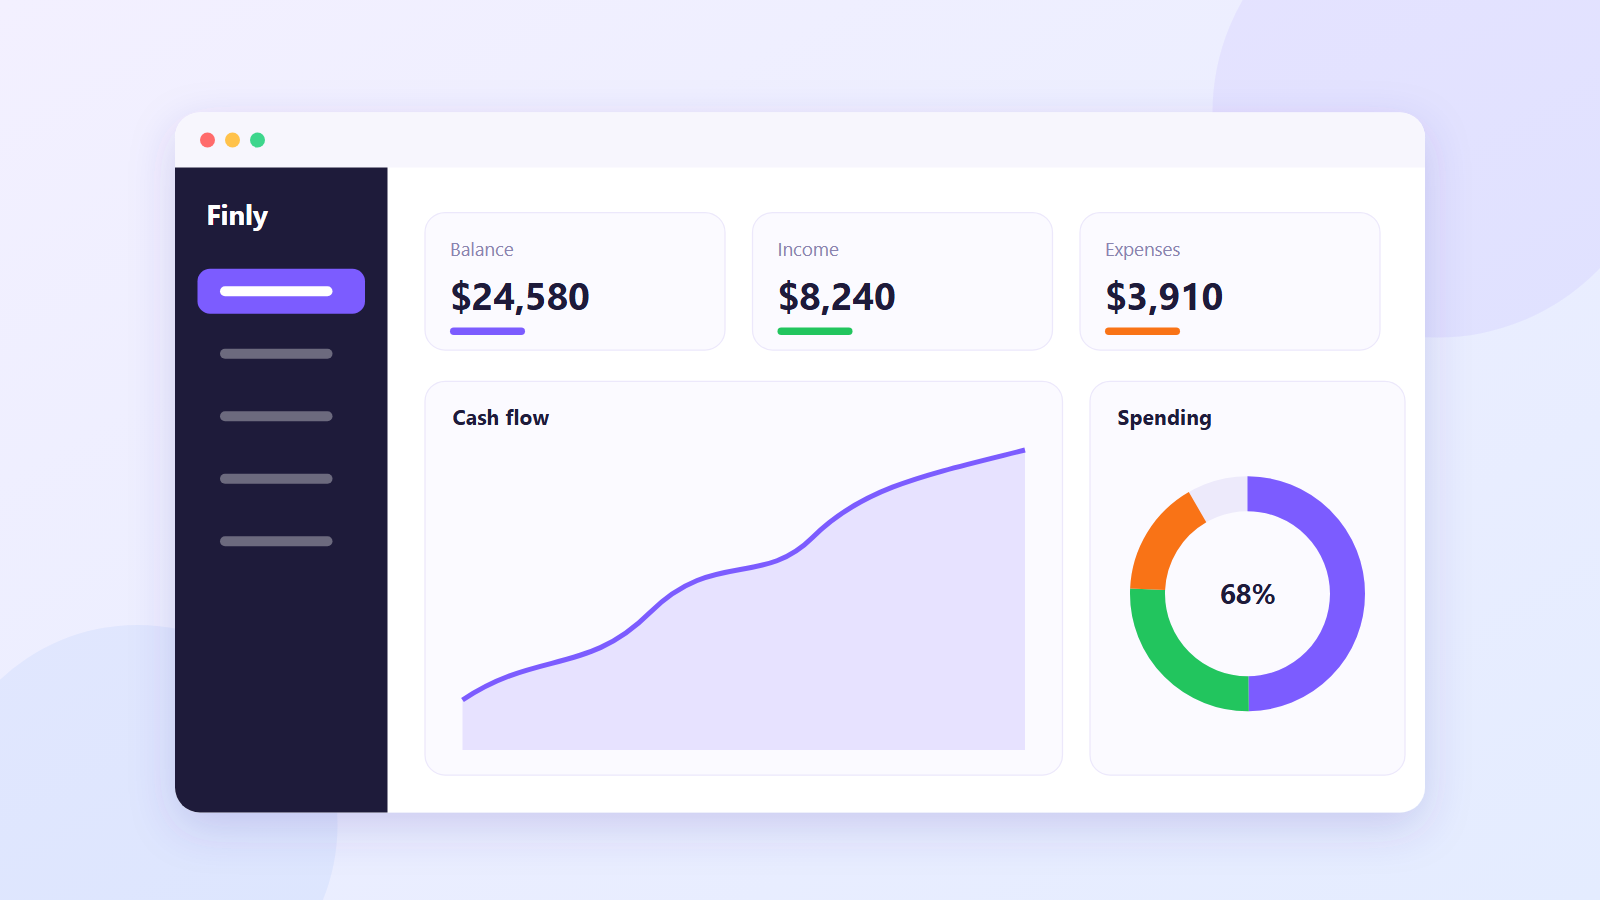 Finly
Balance
$24,580
Income
$8,240
Expenses
$3,910
Cash flow
Spending
68%